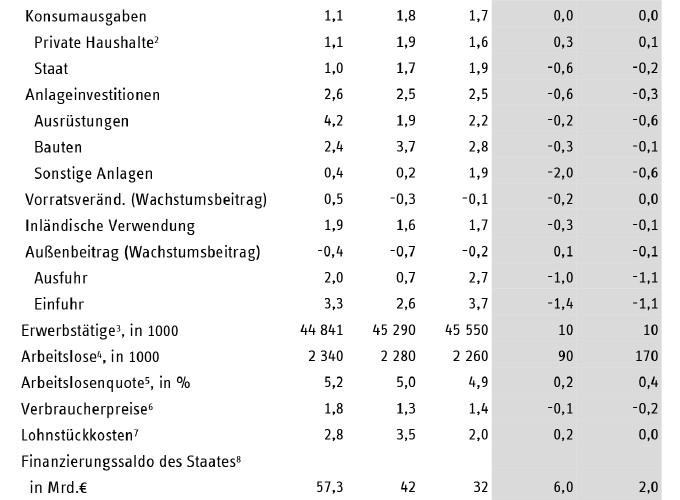 Konsumausgaben 1,1 1,8 1,7 0,0 0,0
Private Haushalte² 1,1 1,9 1,6 0,3 0,1
Staat 1,0 1,7 1,9 -0,6 -0,2
Anlageinvestitionen 2,6 2,5 2,5 -0,6 -0,3
Ausrüstungen 4,2 1,9 2,2 -0,2 -0,6
Bauten 2,4 3,7 2,8 -0,3 -0,1
Sonstige Anlagen 0,4 0,2 1,9 -2,0 -0,6
Vorratsveränd. (Wachstumsbeitrag) 0,5 -0,3 -0,1 -0,2 0,0
Inländische Verwendung 1,9 1,6 1,7 -0,3 -0,1
Außenbeitrag (Wachstumsbeitrag) -0,4 -0,7 -0,2 0,1 -0,1
Ausfuhr 2,0 0,7 2,7 -1,0 -1,1
Einfuhr 3,3 2,6 3,7 -1,4 -1,1
Erwerbstätige³, in 1000 44 841 45 290 45 550 10 10
Arbeitslose⁴, in 1000 2 340 2 280 2 260 90 170
Arbeitslosenquote⁵, in % 5,2 5,0 4,9 0,2 0,4
Verbraucherpreise⁶ 1,8 1,3 1,4 -0,1 -0,2
Lohnstückkosten⁷ 2,8 3,5 2,0 0,2 0,0
Finanzierungssaldo des Staates⁸
in Mrd.€ 57,3 42 32 6,0 2,0